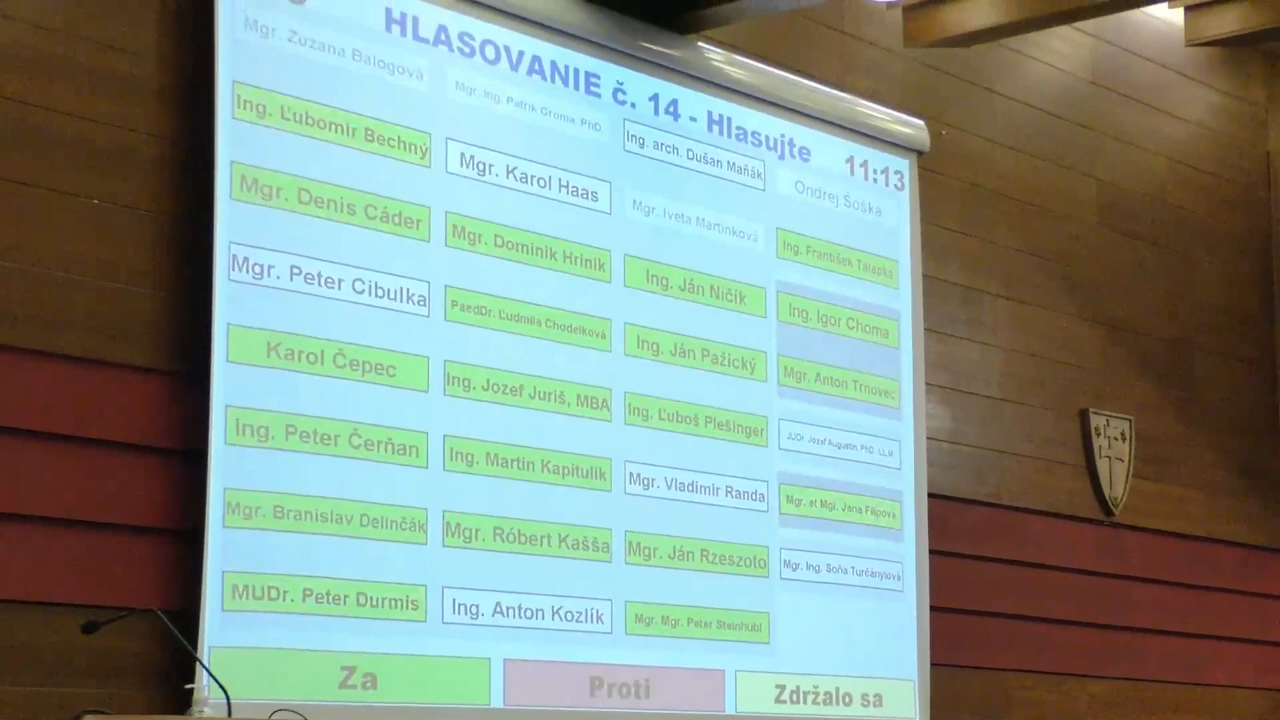 HLASOVANIE č. 14 - Hlasujte
11:13
Mgr. Zuzana Balogová
Ing. Ľubomír Bechný
Mgr. Denis Cáder
Mgr. Peter Cibulka
Karol Čepec
Ing. Peter Čerňan
Mgr. Branislav Delinčák
MUDr. Peter Durmis
Mgr. Ing. Patrik Groma, PhD.
Mgr. Karol Haas
Mgr. Dominik Hrinik
PaedDr. Ľudmila Chodelková
Ing. Jozef Juriš, MBA
Ing. Martin Kapitulík
Mgr. Róbert Kašša
Ing. Anton Kozlík
Ing. arch. Dušan Maňák
Mgr. Iveta Martinková
Ing. Ján Ničík
Ing. Ján Pažický
Ing. Ľuboš Plešinger
Mgr. Vladimír Randa
Mgr. Ján Rzeszoto
Mgr. Mgr. Peter Steinhubl
Ondrej Šoška
Ing. František Talapka
Ing. Igor Choma
Mgr. Anton Trnovec
JUDr. Jozef Augustín, PhD. LL.M
Mgr. et Mgr. Jana Filipová
Mgr. Ing. Soňa Turčányiová
Za
Proti
Zdržalo sa